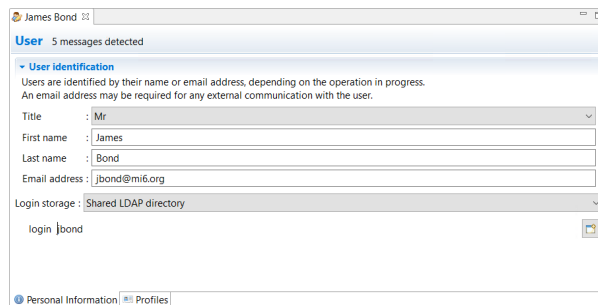 James Bond
User 5 messages detected
User identification
Users are identified by their name or email address, depending on the operation in progress.
An email address may be required for any external communication with the user.
Title : Mr
First name : James
Last name : Bond
Email address : jbond@mi6.org
Login storage : Shared LDAP directory
login jbond
Personal Information Profiles